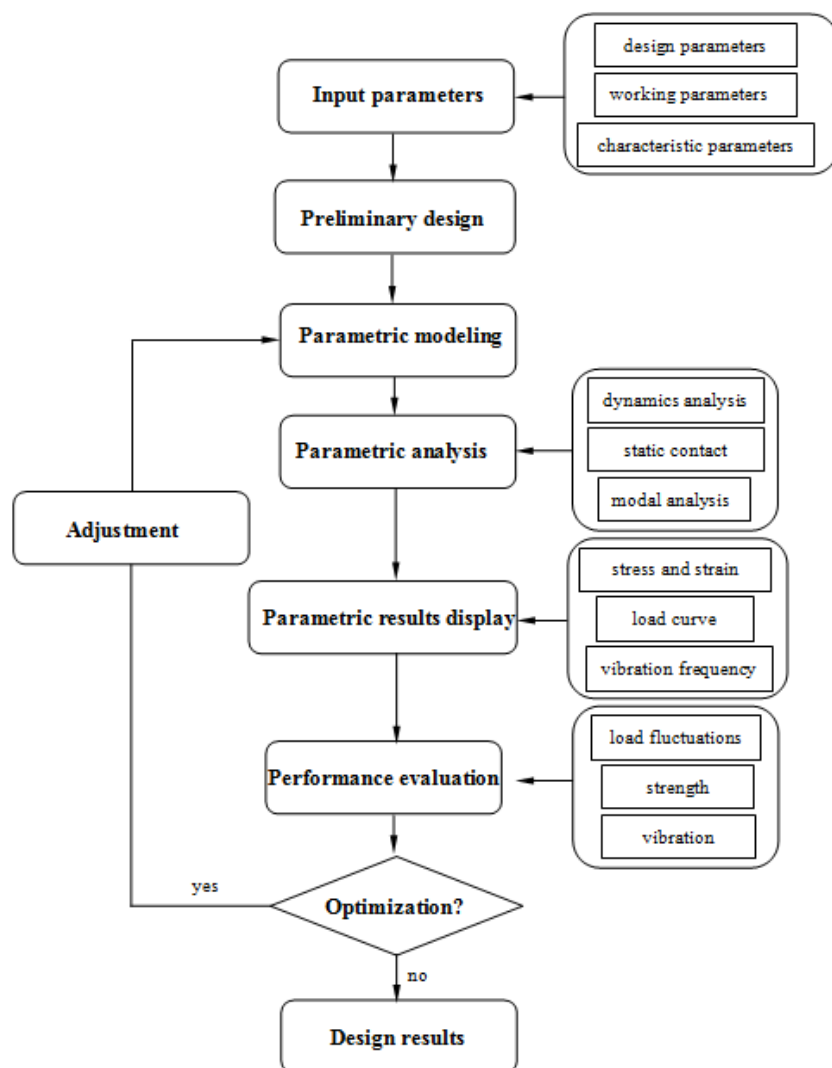 design parameters
Input parameters
working parameters
characteristic parameters
Preliminary design
Parametric modeling
dynamics analysis
Parametric analysis
static contact
modal analysis
Adjustment
stress and strain
Parametric results display
load curve
vibration frequency
load fluctuations
Performance evaluation
strength
vibration
yes
Optimization?
no
Design results